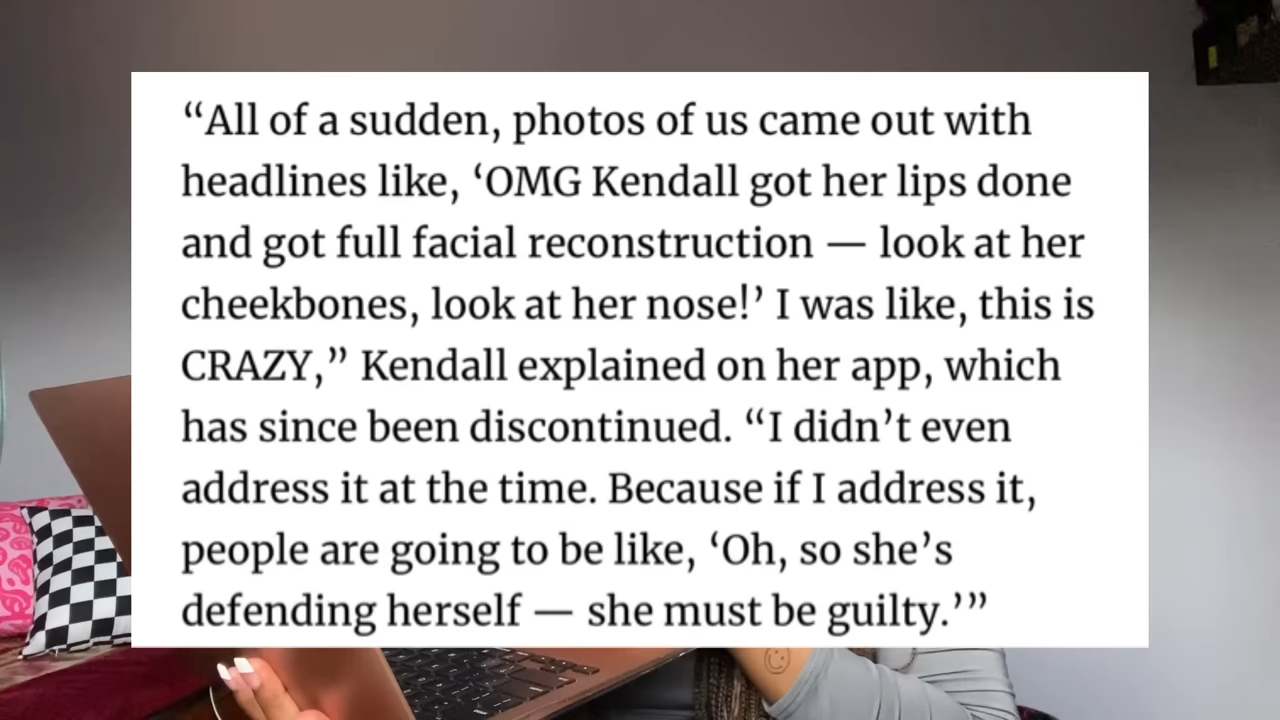 “All of a sudden, photos of us came out with
headlines like, ‘OMG Kendall got her lips done
and got full facial reconstruction — look at her
cheekbones, look at her nose!’ I was like, this is
CRAZY,” Kendall explained on her app, which
has since been discontinued. “I didn’t even
address it at the time. Because if I address it,
people are going to be like, ‘Oh, so she’s
defending herself — she must be guilty.’”